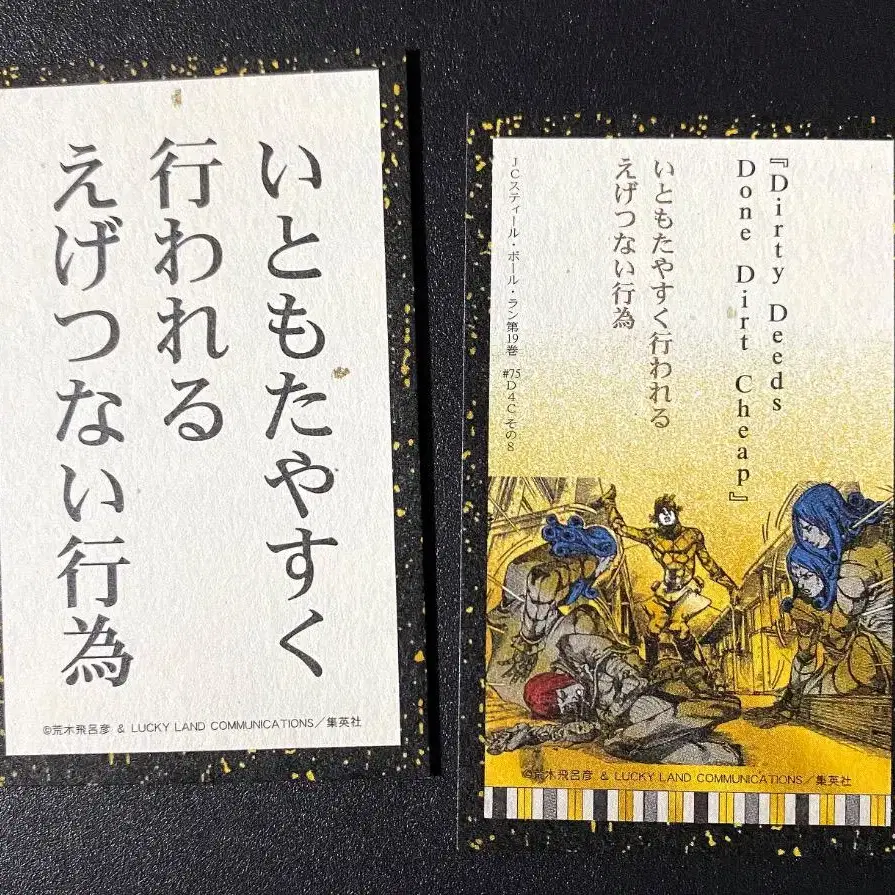 いともたやすく
行われる
えげつない行為
©荒木飛呂彦 & LUCKY LAND COMMUNICATIONS／集英社
『Dirty Deeds
Done Dirt Cheap』
いともたやすく行われる
えげつない行為
JCスティール・ボール・ラン第19巻 #75 D4C その8
©荒木飛呂彦 & LUCKY LAND COMMUNICATIONS／集英社